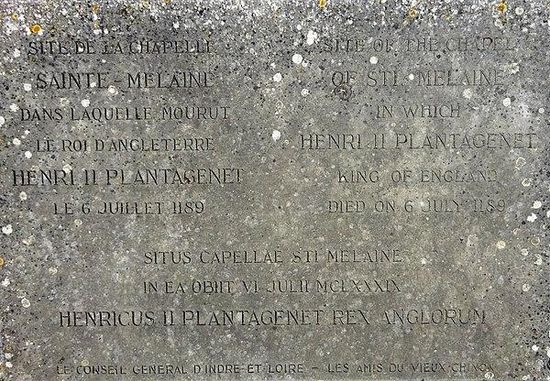 SITE DE LA CHAPELLE
SAINTE-MELAINE
DANS LAQUELLE MOURUT
LE ROI D'ANGLETERRE
HENRI II PLANTAGENET
LE 6 JUILLET 1189
SITE OF THE CHAPEL
OF STE. MELAINE
IN WHICH
HENRI II PLANTAGENET
KING OF ENGLAND
DIED ON 6 JULY 1189
SITUS CAPELLAE STI MELAINE
IN EA OBIIT VI JULII MCLXXXIX
HENRICUS II PLANTAGENET REX ANGLORUM
LE CONSEIL GENERAL D'INDRE-ET-LOIRE - LES AMIS DU VIEUX CHINON